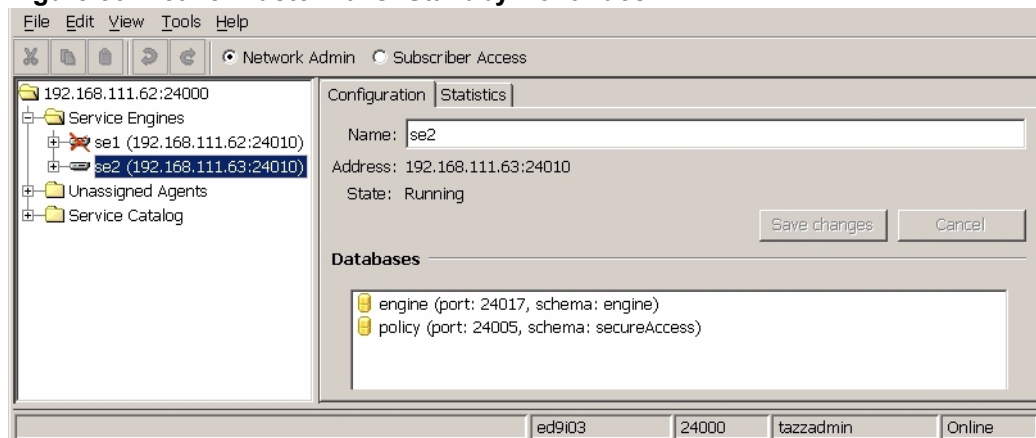 File Edit View Tools Help
Network Admin Subscriber Access
192.168.111.62:24000
Service Engines
se1 (192.168.111.62:24010)
se2 (192.168.111.63:24010)
Unassigned Agents
Service Catalog
Configuration Statistics
Name: se2
Address: 192.168.111.63:24010
State: Running
Save changes Cancel
Databases
engine (port: 24017, schema: engine)
policy (port: 24005, schema: secureAccess)
ed9i03 24000 tazzadmin Online